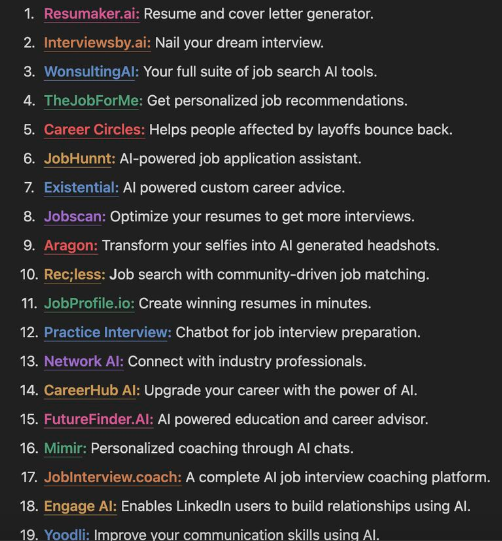 1. Resumaker.ai: Resume and cover letter generator.
2. Interviewsby.ai: Nail your dream interview.
3. WonsultingAI: Your full suite of job search AI tools.
4. TheJobForMe: Get personalized job recommendations.
5. Career Circles: Helps people affected by layoffs bounce back.
6. JobHunnt: AI-powered job application assistant.
7. Existential: AI powered custom career advice.
8. Jobscan: Optimize your resumes to get more interviews.
9. Aragon: Transform your selfies into AI generated headshots.
10. Rec;less: Job search with community-driven job matching.
11. JobProfile.io: Create winning resumes in minutes.
12. Practice Interview: Chatbot for job interview preparation.
13. Network AI: Connect with industry professionals.
14. CareerHub AI: Upgrade your career with the power of AI.
15. FutureFinder.AI: AI powered education and career advisor.
16. Mimir: Personalized coaching through AI chats.
17. JobInterview.coach: A complete AI job interview coaching platform.
18. Engage AI: Enables LinkedIn users to build relationships using AI.
19. Yoodli: Improve your communication skills using AI.